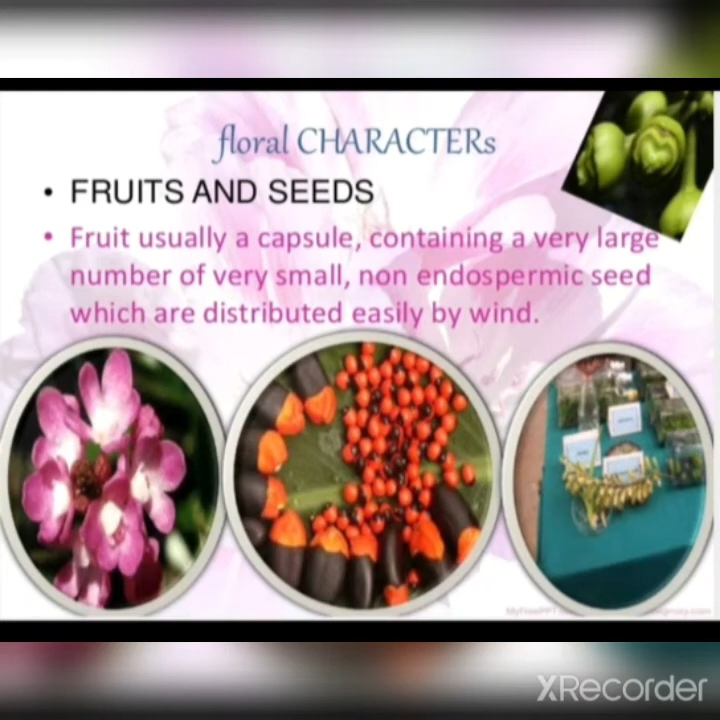 floral CHARACTERs
• FRUITS AND SEEDS
• Fruit usually a capsule, containing a very large
number of very small, non endospermic seed
which are distributed easily by wind.
XRecorder